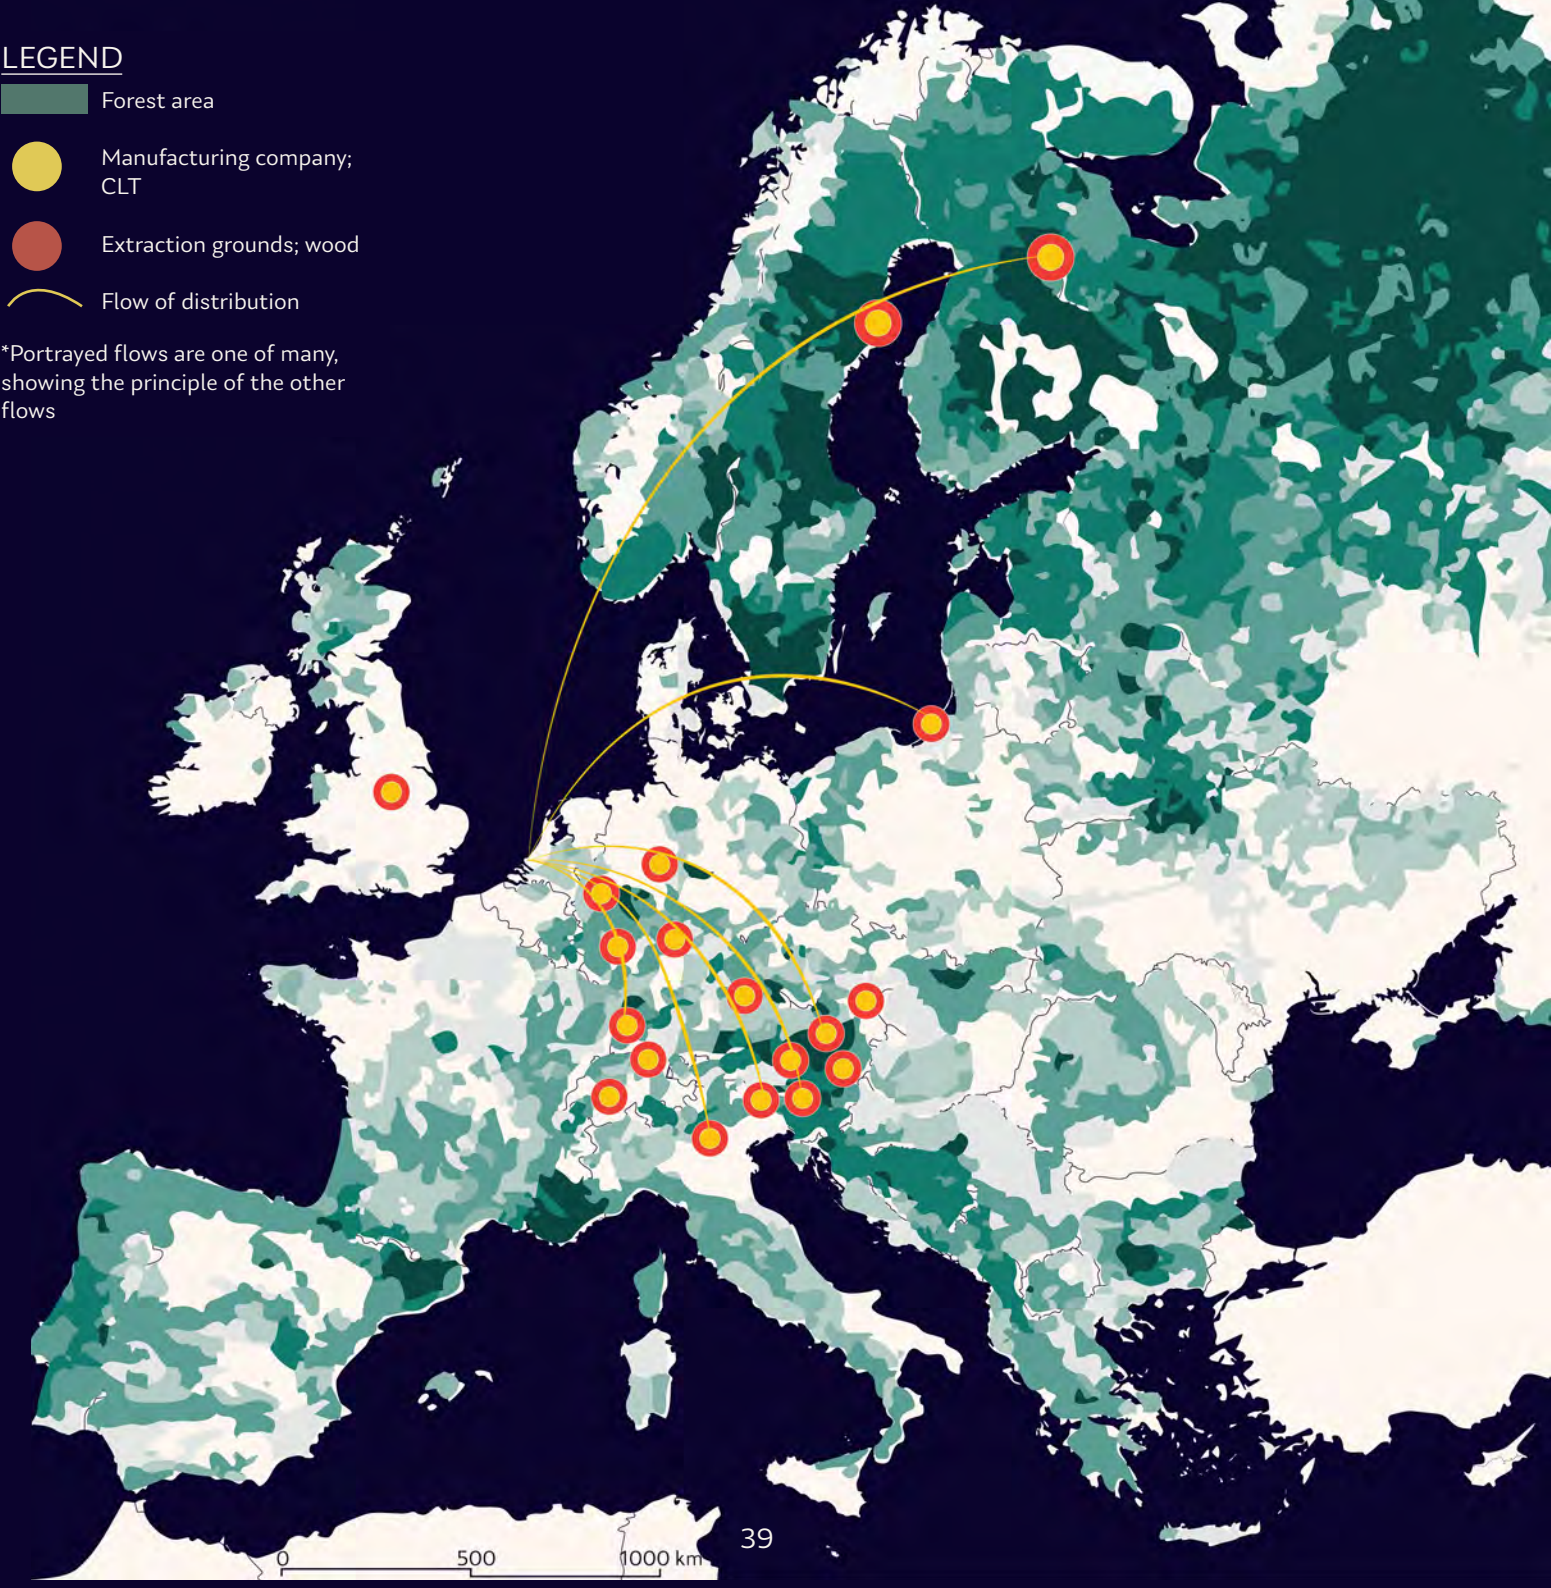 LEGEND
Forest area
Manufacturing company;
CLT
Extraction grounds; wood
Flow of distribution
*Portrayed flows are one of many,
showing the principle of the other
flows
39
0 500 1000 km